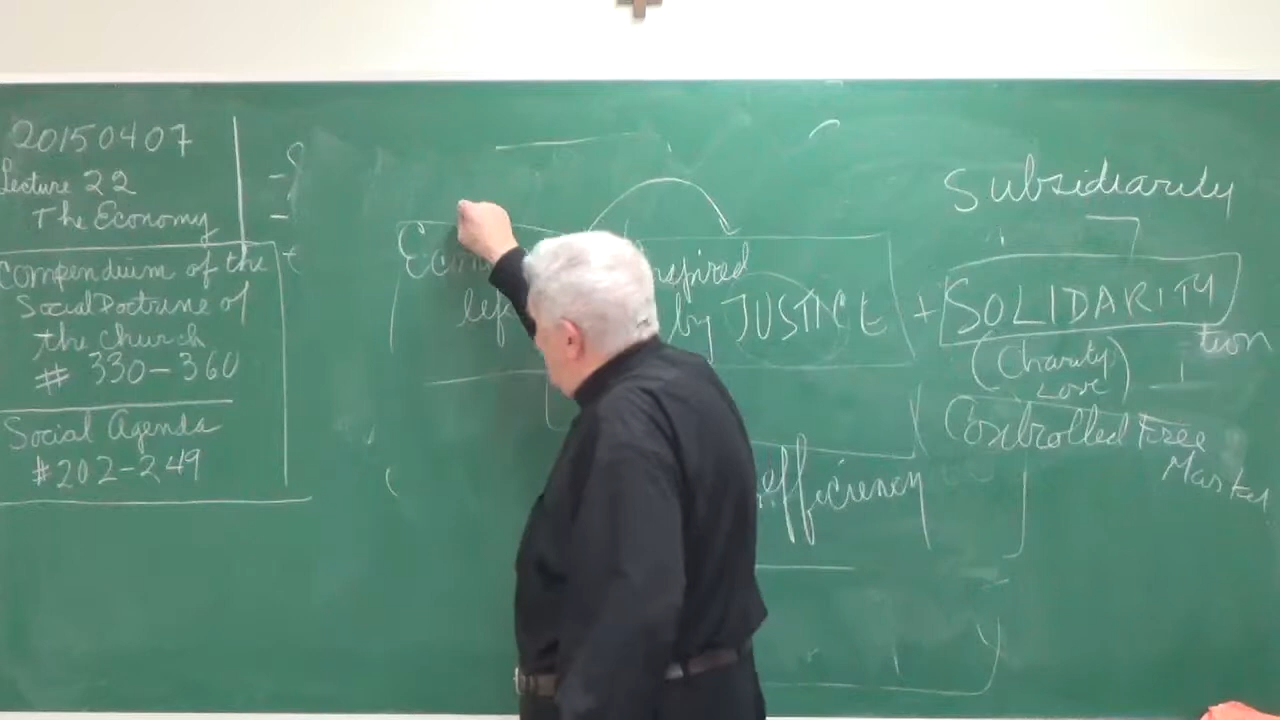 20150407
Lecture 22
The Economy
Compendium of the
Social Doctrine of
the Church
# 330-360
Social Agenda
#202-249
by JUSTICE + SOLIDARITY
Subsidiarity
(Charity
Love)
tion
Controlled Free
Market
efficiency